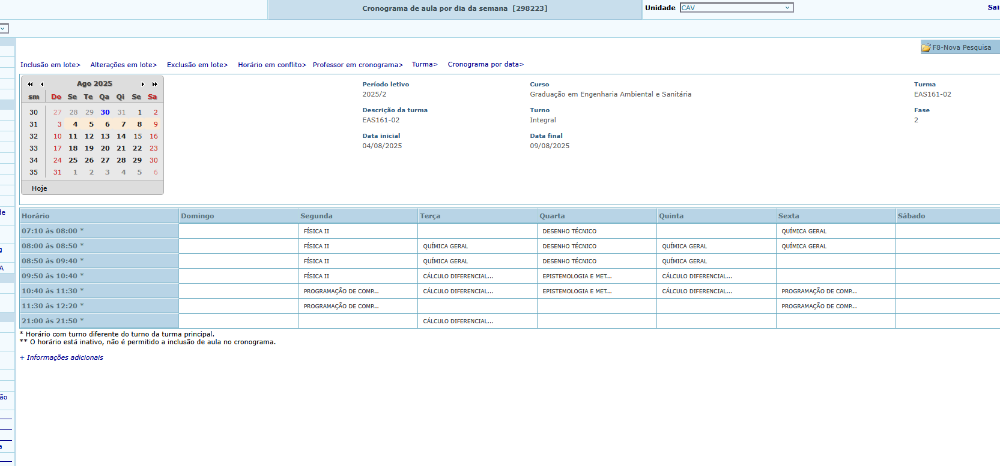 Cronograma de aula por dia da semana [298223]
Unidade CAV
F8-Nova Pesquisa
Inclusão em lote> Alterações em lote> Exclusão em lote> Horário em conflito> Professor em cronograma> Turma> Cronograma por data>
Ago 2025
sm Do Se Te Qa Qi Se Sa
30 27 28 29 30 31 1 2
31 3 4 5 6 7 8 9
32 10 11 12 13 14 15 16
33 17 18 19 20 21 22 23
34 24 25 26 27 28 29 30
35 31 1 2 3 4 5 6
Hoje
Período letivo Curso Turma
2025/2 Graduação em Engenharia Ambiental e Sanitária EAS161-02
Descrição da turma Turno Fase
EAS161-02 Integral 2
Data inicial Data final
04/08/2025 09/08/2025
Horário Domingo Segunda Terça Quarta Quinta Sexta Sábado
07:10 às 08:00 * FÍSICA II DESENHO TÉCNICO QUÍMICA GERAL
08:00 às 08:50 * FÍSICA II QUÍMICA GERAL DESENHO TÉCNICO QUÍMICA GERAL QUÍMICA GERAL
08:50 às 09:40 * FÍSICA II QUÍMICA GERAL DESENHO TÉCNICO QUÍMICA GERAL
09:50 às 10:40 * FÍSICA II CÁLCULO DIFERENCIAL... EPISTEMOLOGIA E MET... CÁLCULO DIFERENCIAL...
10:40 às 11:30 * PROGRAMAÇÃO DE COMP... CÁLCULO DIFERENCIAL... EPISTEMOLOGIA E MET... CÁLCULO DIFERENCIAL... PROGRAMAÇÃO DE COMP...
11:30 às 12:20 * PROGRAMAÇÃO DE COMP... PROGRAMAÇÃO DE COMP...
21:00 às 21:50 * CÁLCULO DIFERENCIAL...
* Horário com turno diferente do turno da turma principal.
** O horário está inativo, não é permitido a inclusão de aula no cronograma.
+ Informações adicionais